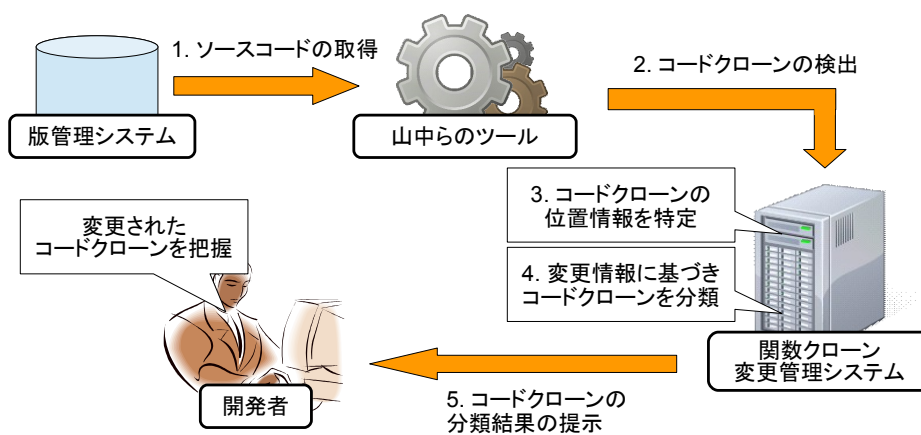 1. ソースコードの取得
版管理システム
山中らのツール
2. コードクローンの検出
3. コードクローンの
位置情報を特定
4. 変更情報に基づき
コードクローンを分類
関数クローン
変更管理システム
5. コードクローンの
分類結果の提示
変更された
コードクローンを把握
開発者